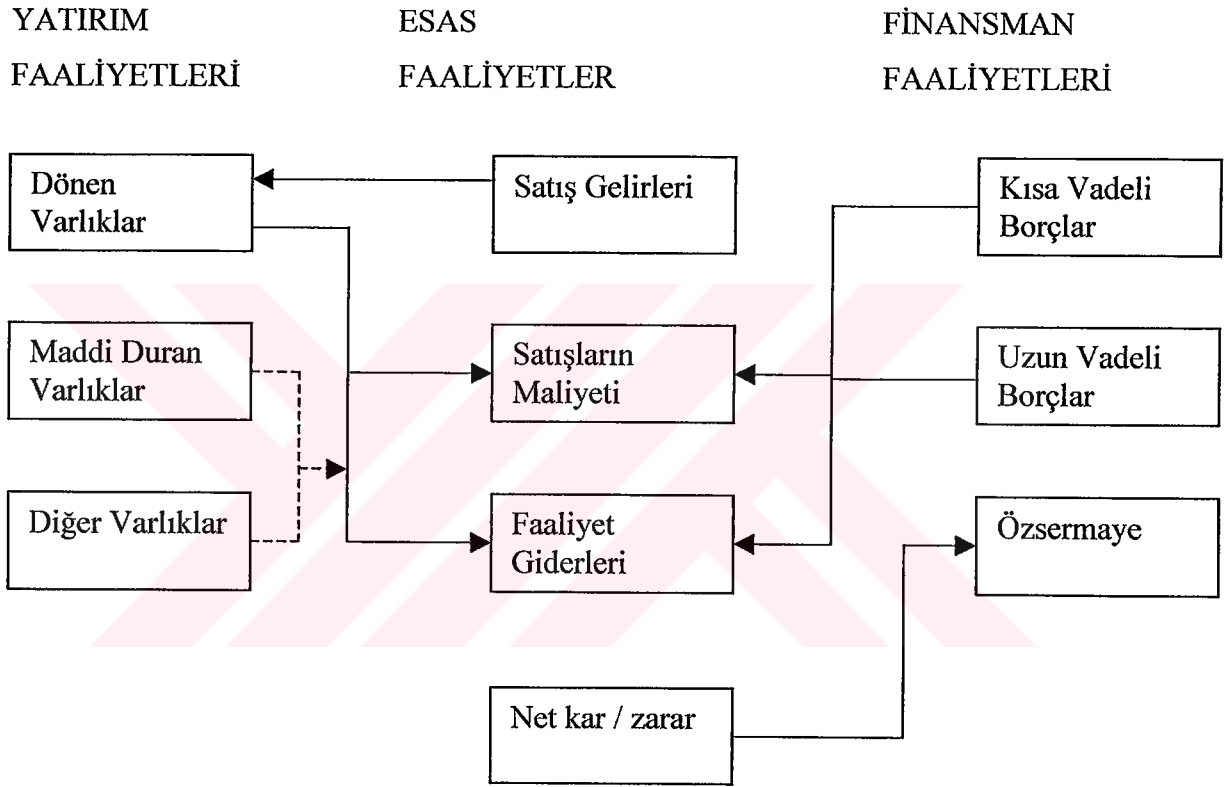 YATIRIM
FAALİYETLERİ
ESAS
FAALİYETLER
FİNANSMAN
FAALİYETLERİ
Dönen
Varlıklar
Satış Gelirleri
Kısa Vadeli
Borçlar
Maddi Duran
Varlıklar
Satışların
Maliyeti
Uzun Vadeli
Borçlar
Diğer Varlıklar
Faaliyet
Giderleri
Özsermaye
Net kar / zarar